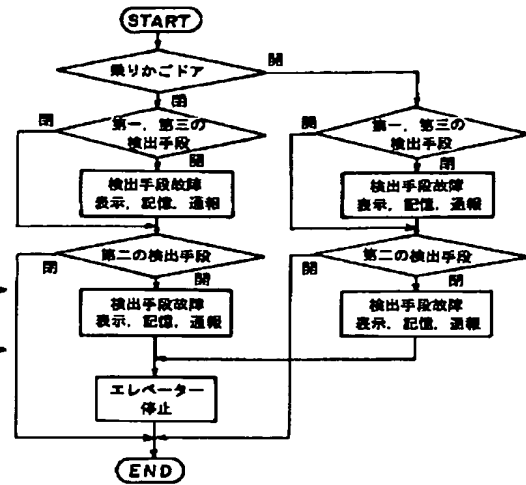 START
乗りかごドア
開
閉
第一，第三の
検出手段
閉
開
検出手段故障
表示，記憶，通報
第二の検出手段
閉
開
検出手段故障
表示，記憶，通報
エレベーター
停止
END
第一，第三の
検出手段
開
閉
検出手段故障
表示，記憶，通報
第二の検出手段
開
閉
検出手段故障
表示，記憶，通報